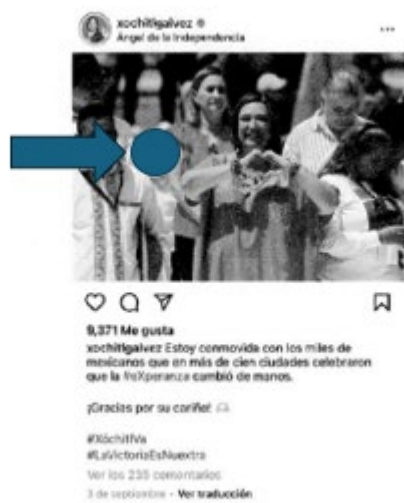 xochitlgalvez
Ángel de la Independencia
9,371 Me gusta
xochitlgalvez Estoy conmovida con los miles de
mexicanos que en más de cien ciudades celebraron
que la #eXperanza cambió de manos.
¡Gracias por su cariño!
#XóchitlVa
#LaVictoriaEsNuextra
Ver los 235 comentarios
3 de septiembre · Ver traducción